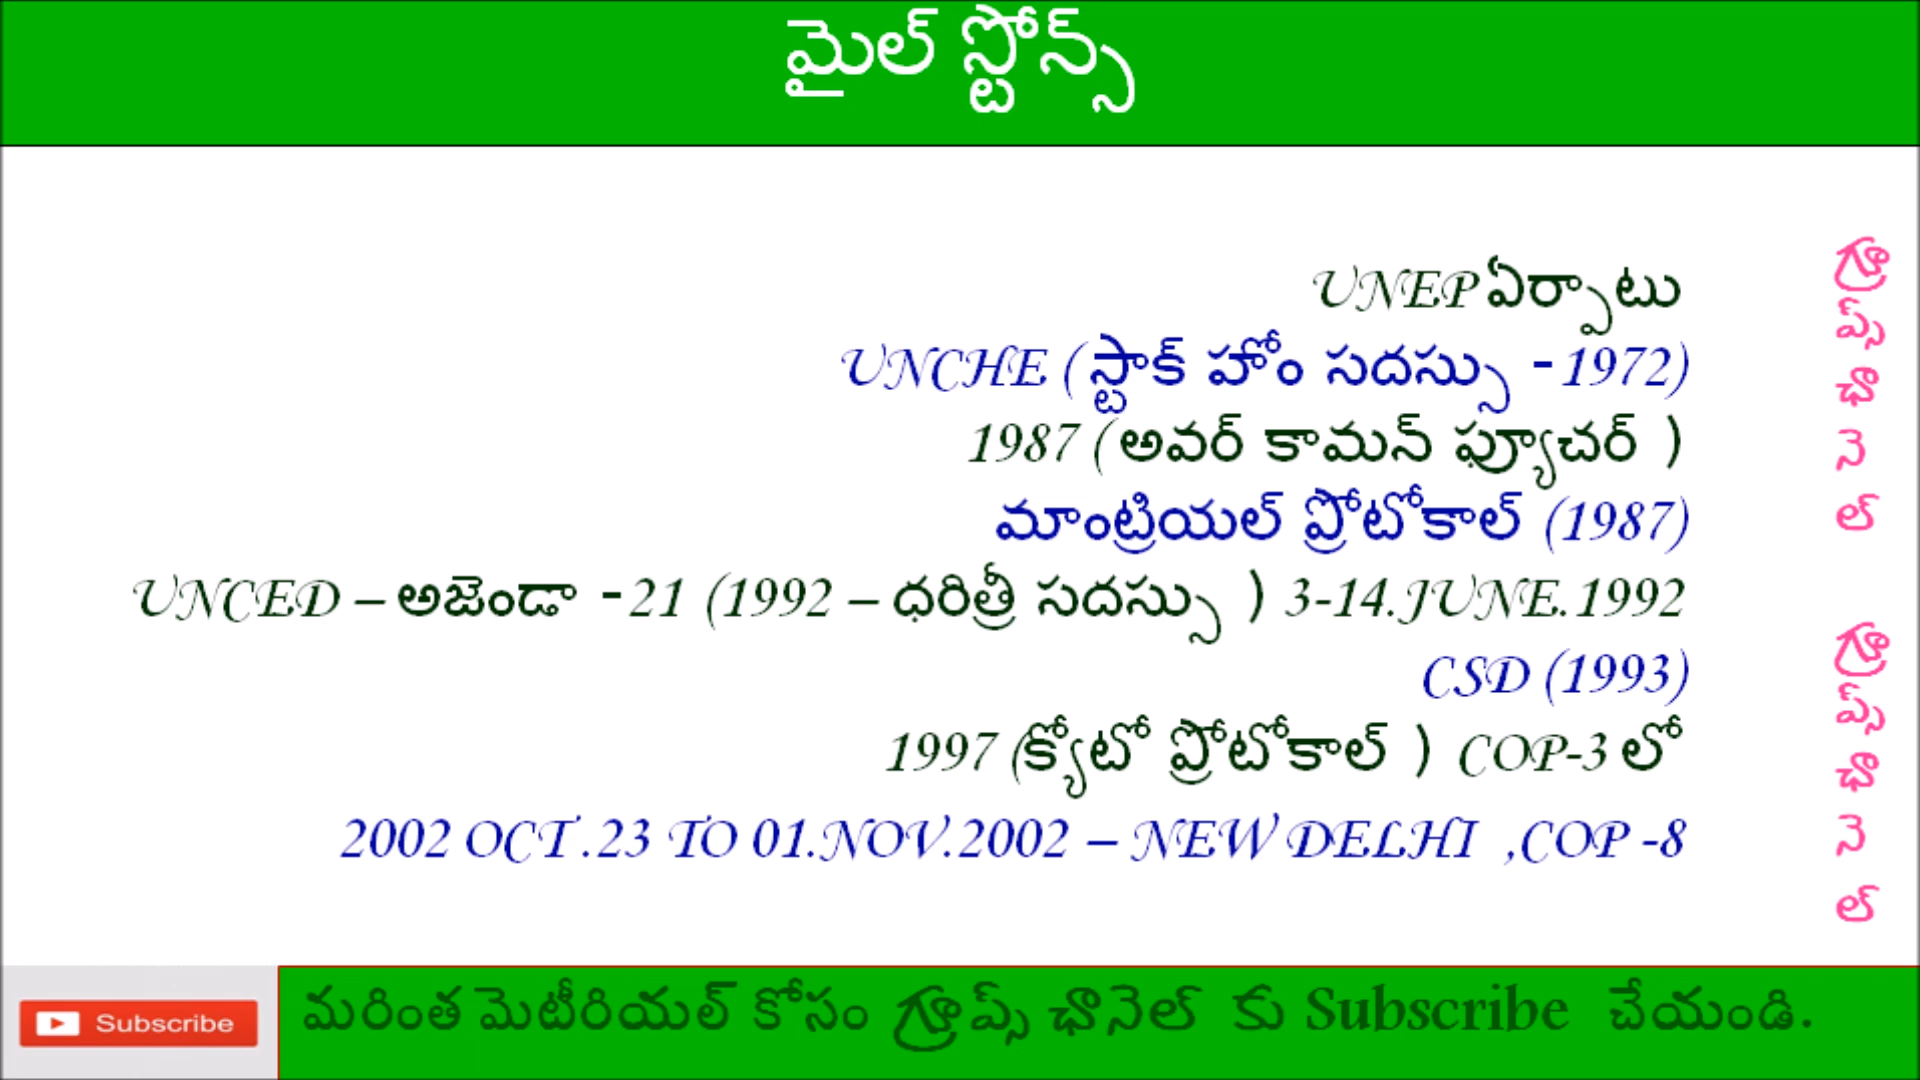 మైల్ స్టోన్స్
UNEP ఏర్పాటు
UNCHE (స్టాక్ హోం సదస్సు -1972)
1987 (అవర్ కామన్ ఫ్యూచర్ )
మాంట్రియల్ ప్రోటోకాల్ (1987)
UNCED – అజెండా -21 (1992 – ధరిత్రీ సదస్సు ) 3-14.JUNE.1992
CSD (1993)
1997 (క్యోటో ప్రోటోకాల్ ) COP-3 లో
2002 OCT.23 TO 01.NOV.2002 – NEW DELHI ,COP -8
గ్రూప్స్ ఛానెల్
గ్రూప్స్ ఛానెల్
Subscribe
మరింత మెటీరియల్ కోసం గ్రూప్స్ ఛానెల్ కు Subscribe చేయండి.